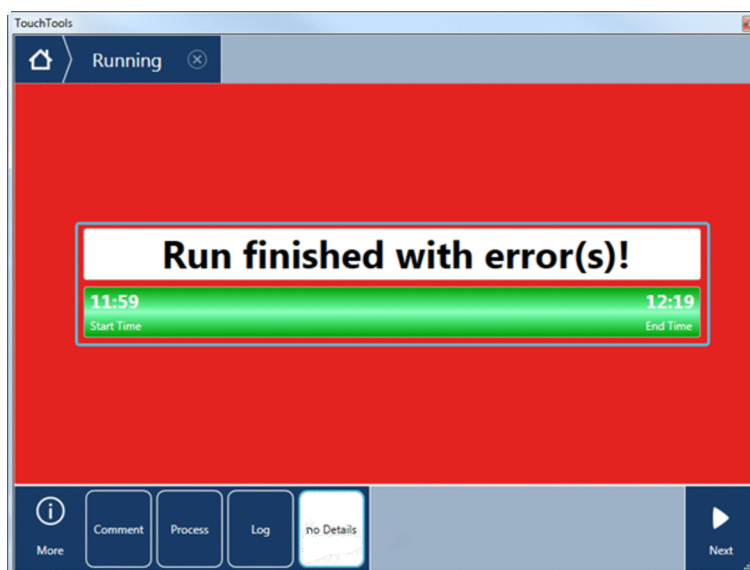 TouchTools
Running
Run finished with error(s)!
11:59 12:19
Start Time End Time
Comment Process Log no Details
More Next